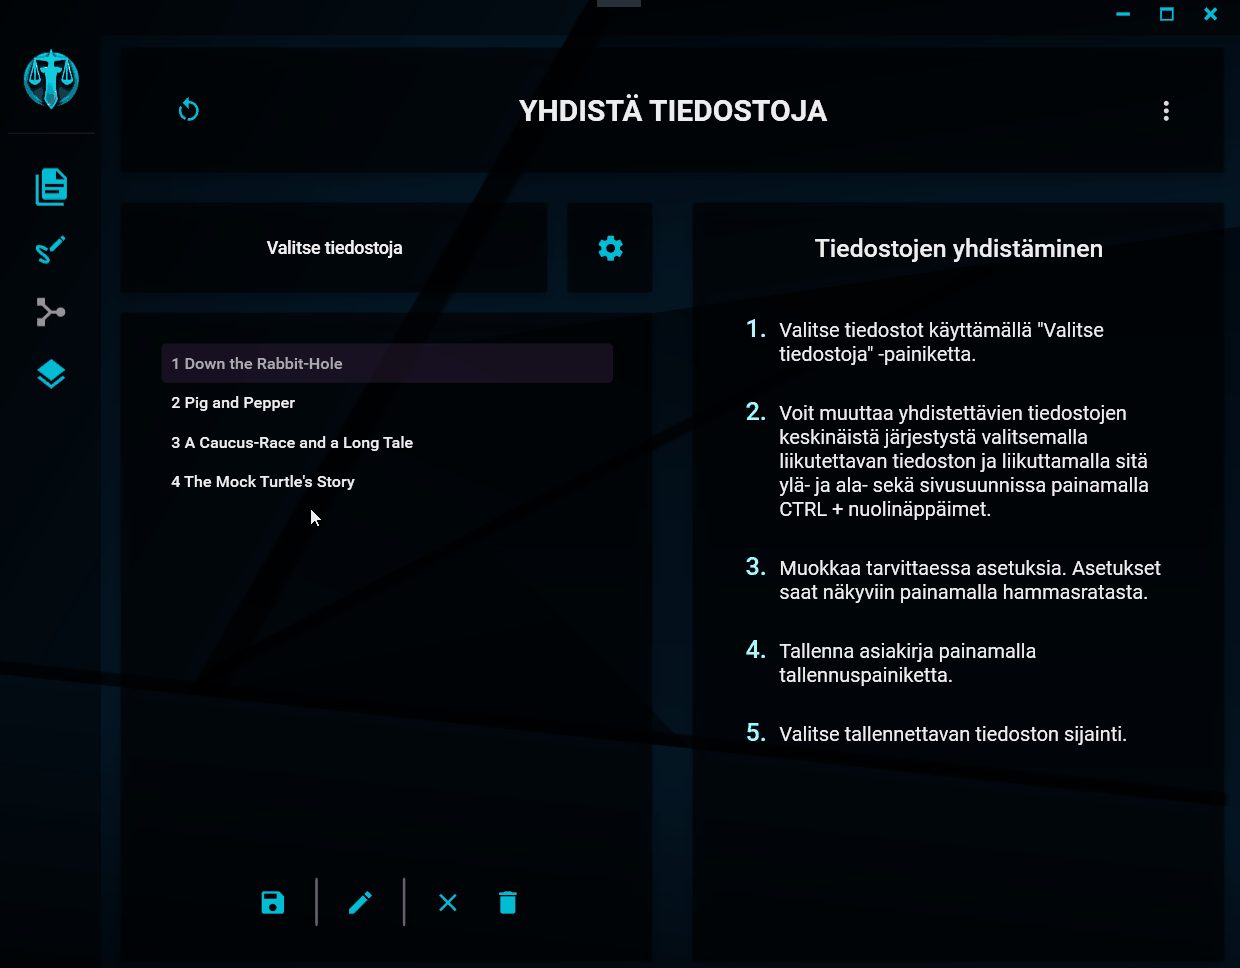 YHDISTÄ TIEDOSTOJA
Valitse tiedostoja
1 Down the Rabbit-Hole
2 Pig and Pepper
3 A Caucus-Race and a Long Tale
4 The Mock Turtle's Story
Tiedostojen yhdistäminen
1. Valitse tiedostot käyttämällä "Valitse
tiedostoja" -painiketta.
2. Voit muuttaa yhdistettävien tiedostojen
keskinäistä järjestystä valitsemalla
liikutettavan tiedoston ja liikuttamalla sitä
ylä- ja ala- sekä sivusuunnissa painamalla
CTRL + nuolinäppäimet.
3. Muokkaa tarvittaessa asetuksia. Asetukset
saat näkyviin painamalla hammasratasta.
4. Tallenna asiakirja painamalla
tallennuspainiketta.
5. Valitse tallennettavan tiedoston sijainti.